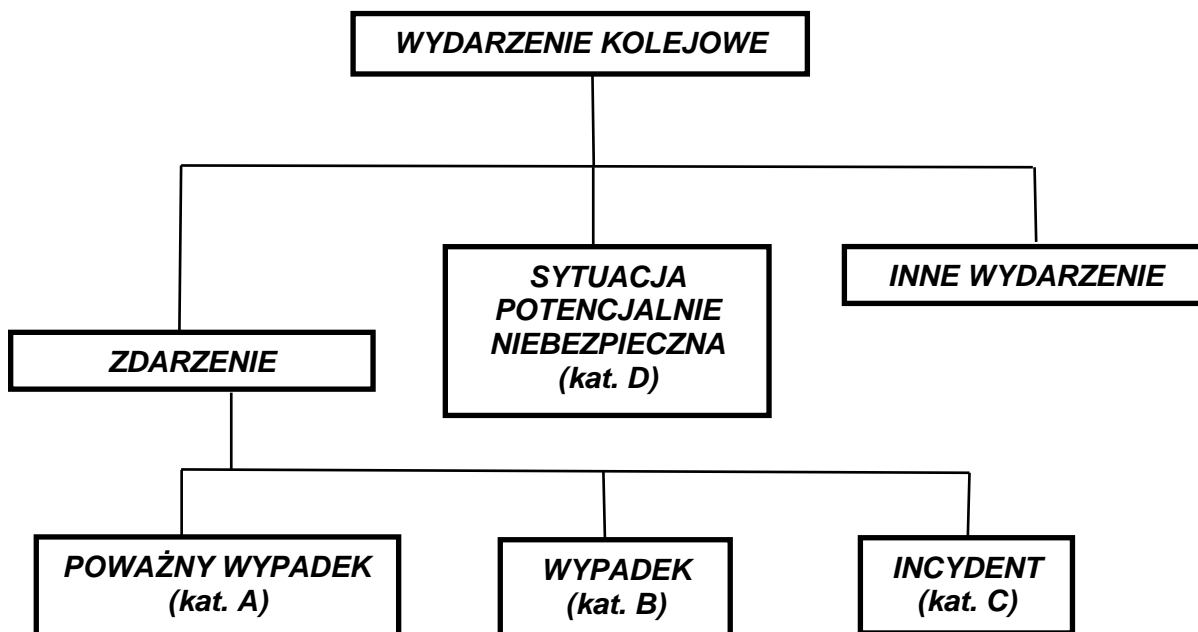 WYDARZENIE KOLEJOWE
SYTUACJA
POTENCJALNIE
NIEBEZPIECZNA
(kat. D)
INNE WYDARZENIE
ZDARZENIE
POWAŻNY WYPADEK
(kat. A)
WYPADEK
(kat. B)
INCYDENT
(kat. C)